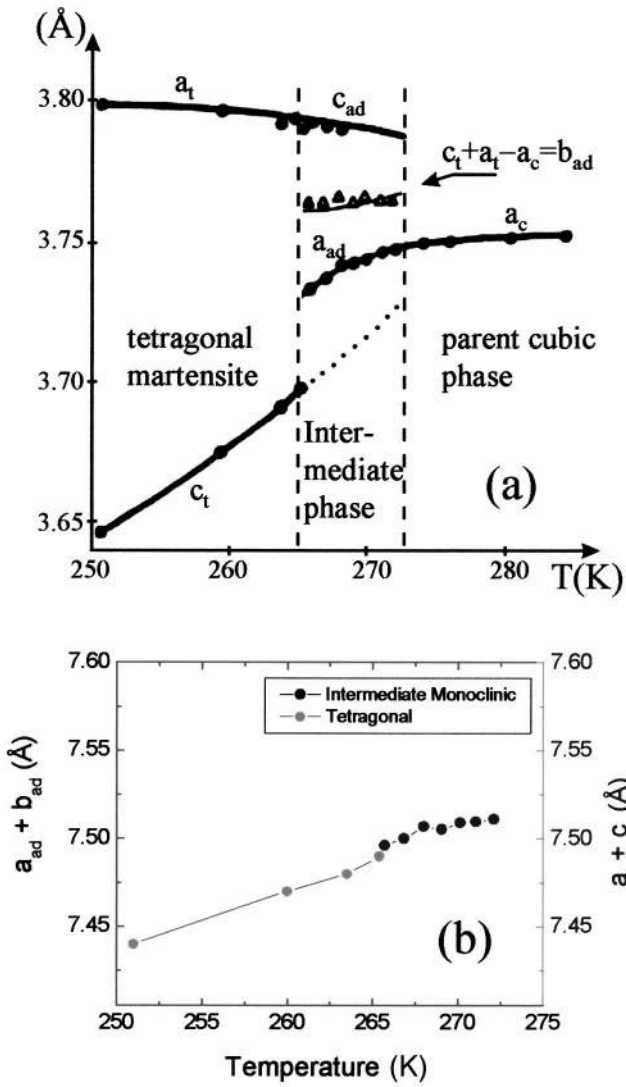 (Å)
3.80
3.75
3.70
3.65
a_t
c_ad
c_t+a_t−a_c=b_ad
a_ad
a_c
tetragonal
martensite
parent cubic
phase
Inter-
mediate
phase
c_t
(a)
250 260 270 280 T(K)
7.60
7.55
7.50
7.45
a_ad + b_ad (Å)
Intermediate Monoclinic
Tetragonal
7.60
7.55
7.50
7.45
a + c (Å)
(b)
250 255 260 265 270 275
Temperature (K)